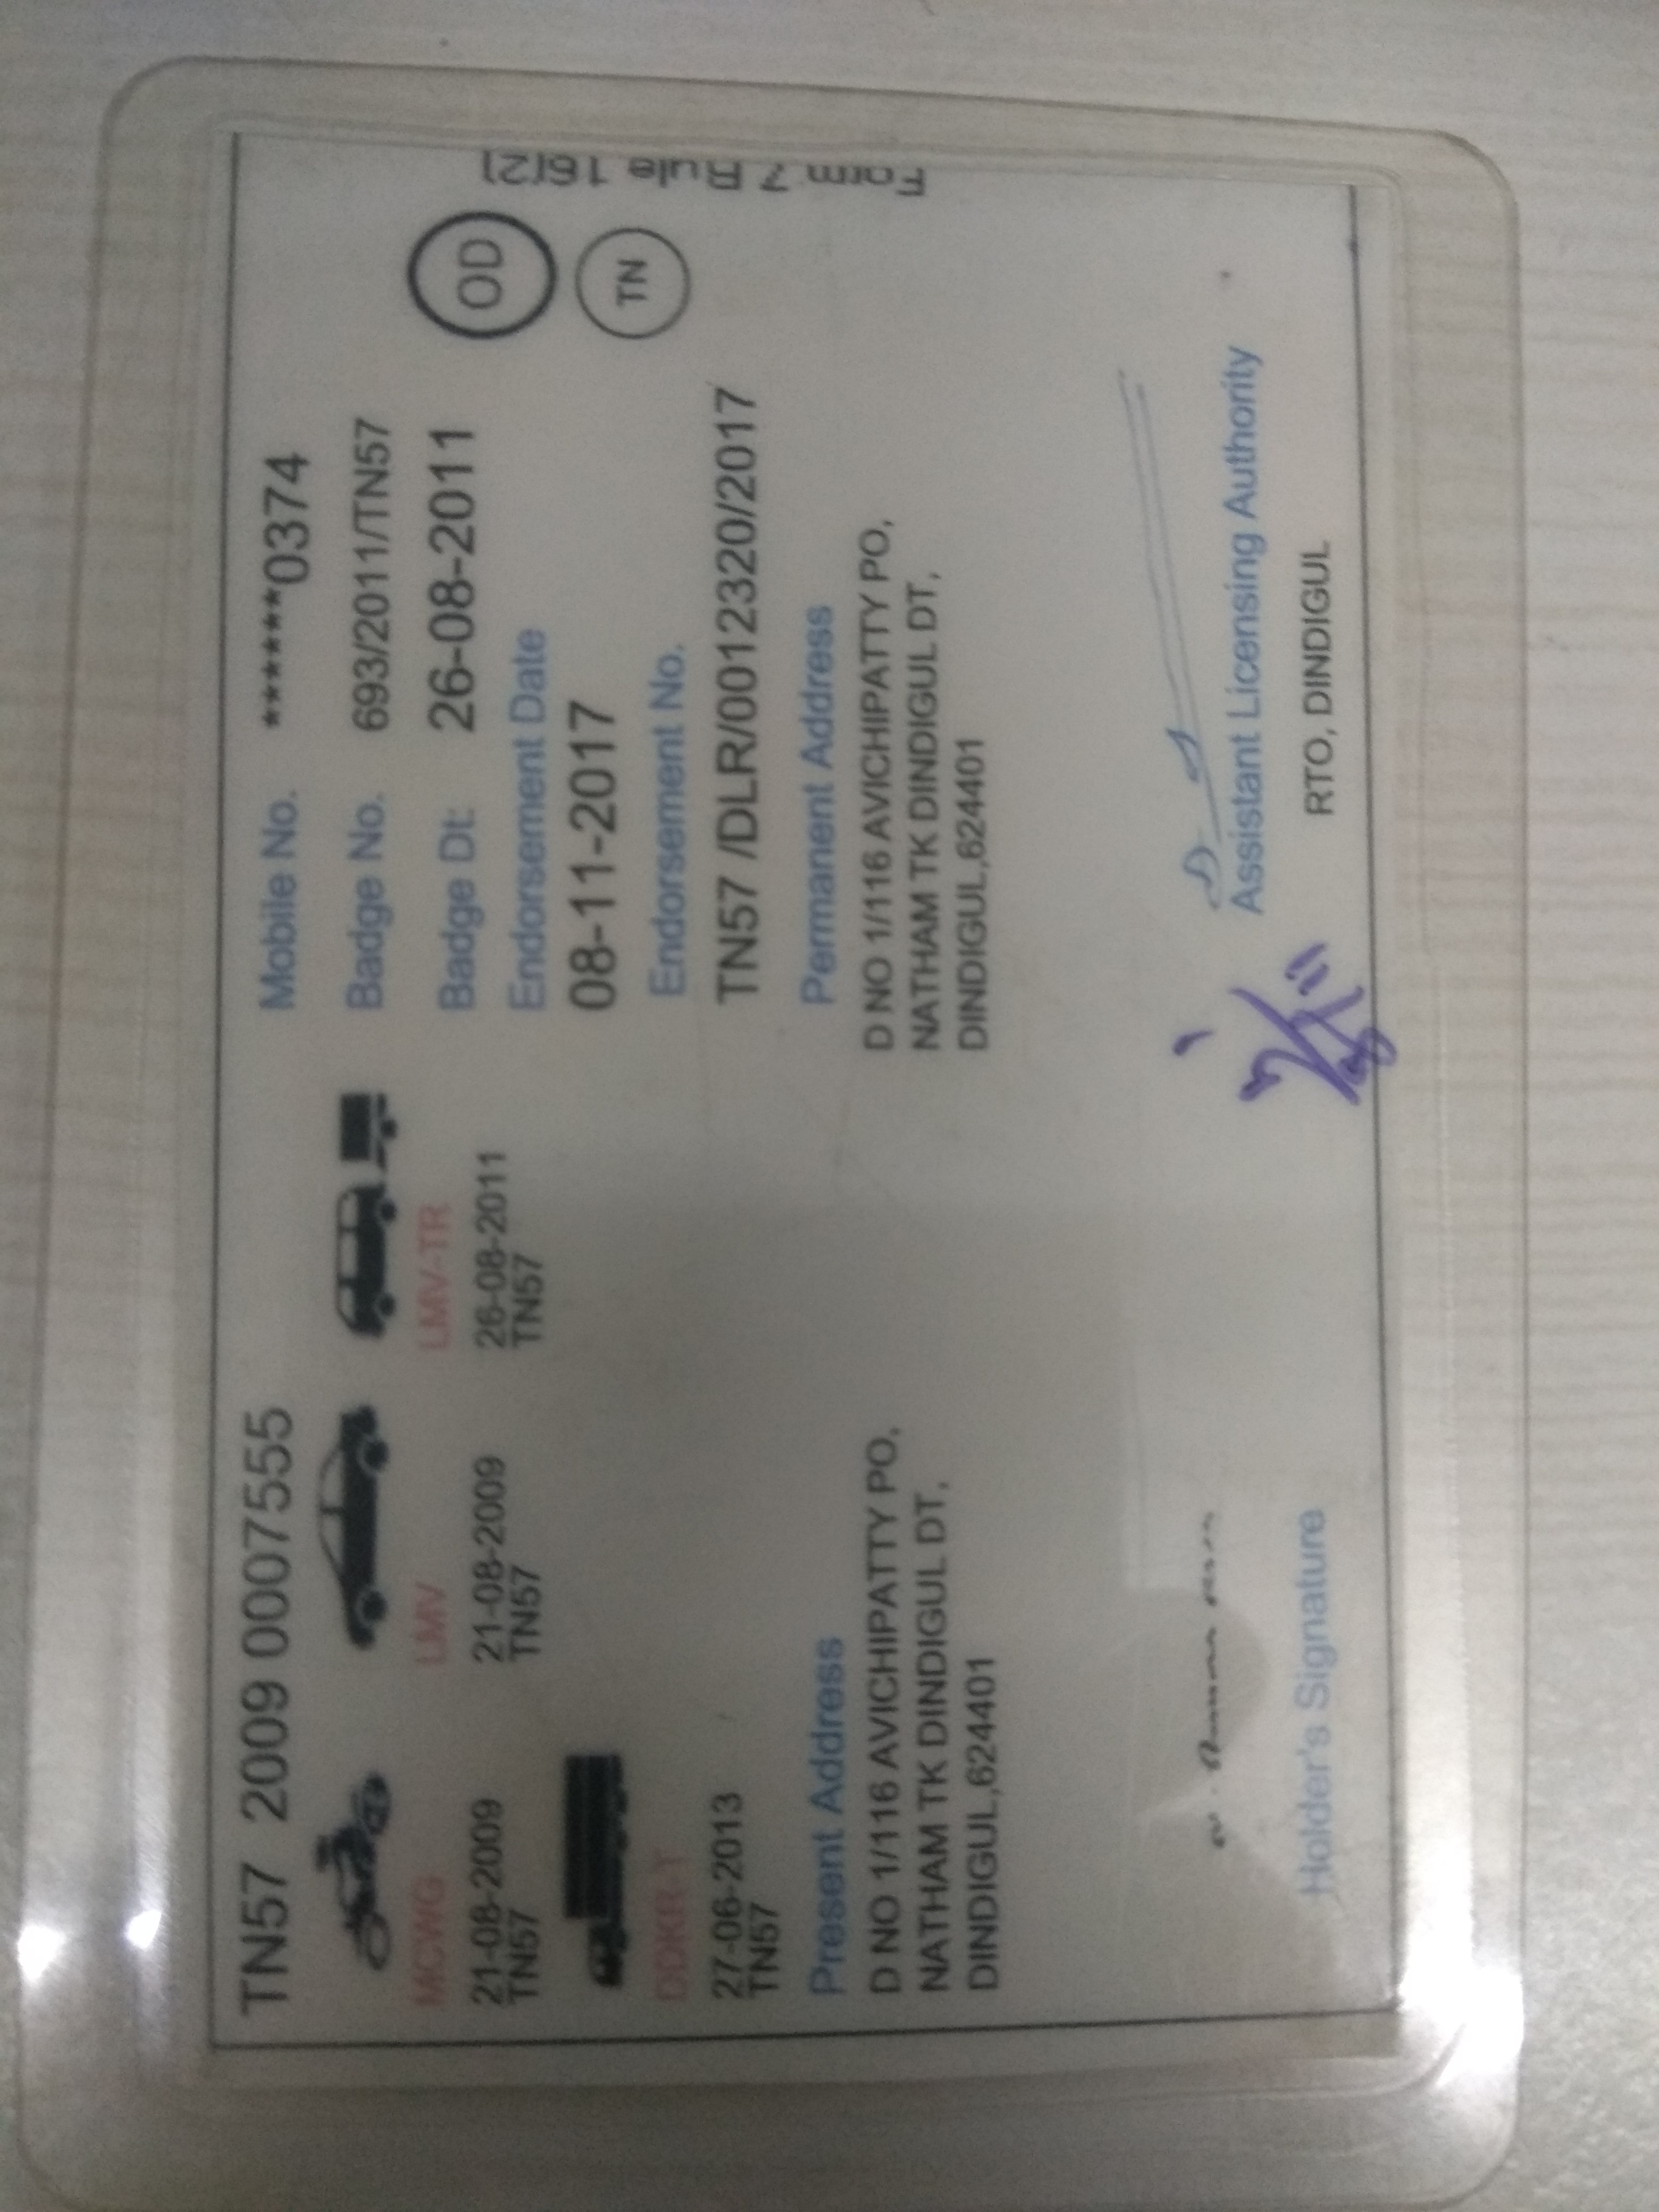 TN57 2009 0007555
MCWG
21-08-2009
TN57
LMV
21-08-2009
TN57
LMV-TR
26-08-2011
TN57
DDKR-T
27-06-2013
TN57
Present Address
D NO 1/116 AVICHIPATTY PO,
NATHAM TK DINDIGUL DT,
DINDIGUL,624401
Holder's Signature
Mobile No. ******0374
Badge No. 693/2011/TN57
Badge Dt: 26-08-2011
Endorsement Date
08-11-2017
Endorsement No.
TN57 /DLR/0012320/2017
Permanent Address
D NO 1/116 AVICHIPATTY PO,
NATHAM TK DINDIGUL DT,
DINDIGUL,624401
Assistant Licensing Authority
RTO, DINDIGUL
OD
TN
Form 7 Rule 16(2)